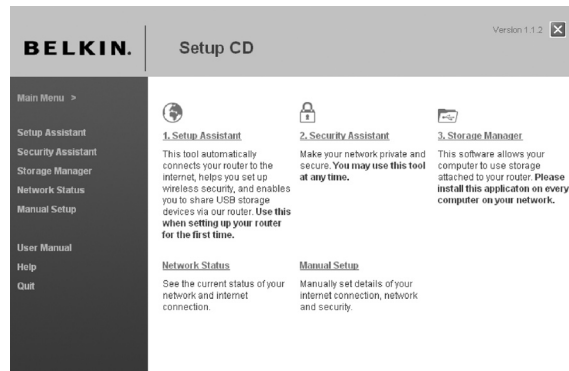 Version 1.1.2
BELKIN.
Setup CD
Main Menu >
Setup Assistant
Security Assistant
Storage Manager
Network Status
Manual Setup
User Manual
Help
Quit
1. Setup Assistant
This tool automatically
connects your router to the
internet, helps you set up
wireless security, and enables
you to share USB storage
devices via our router. Use this
when setting up your router
for the first time.
2. Security Assistant
Make your network private and
secure. You may use this tool
at any time.
3. Storage Manager
This software allows your
computer to use storage
attached to your router. Please
install this applicaton on every
computer on your network.
Network Status
See the current status of your
network and internet
connection.
Manual Setup
Manually set details of your
internet connection, network
and security.